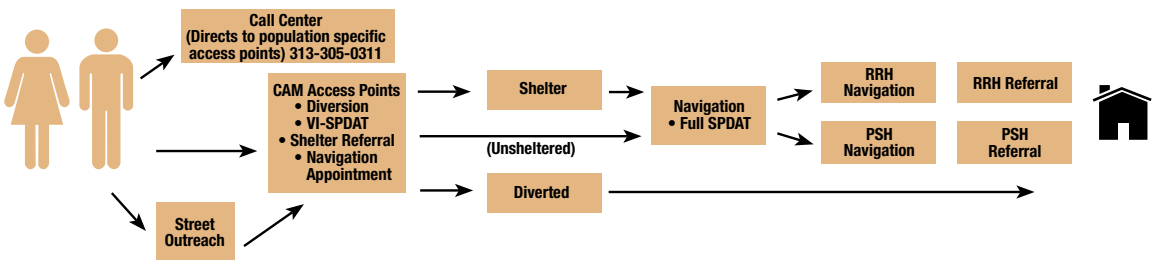 Call Center
(Directs to population specific
access points) 313-305-0311
CAM Access Points
• Diversion
• VI-SPDAT
• Shelter Referral
• Navigation
Appointment
Street
Outreach
Shelter
(Unsheltered)
Diverted
Navigation
• Full SPDAT
RRH
Navigation
RRH Referral
PSH
Navigation
PSH
Referral